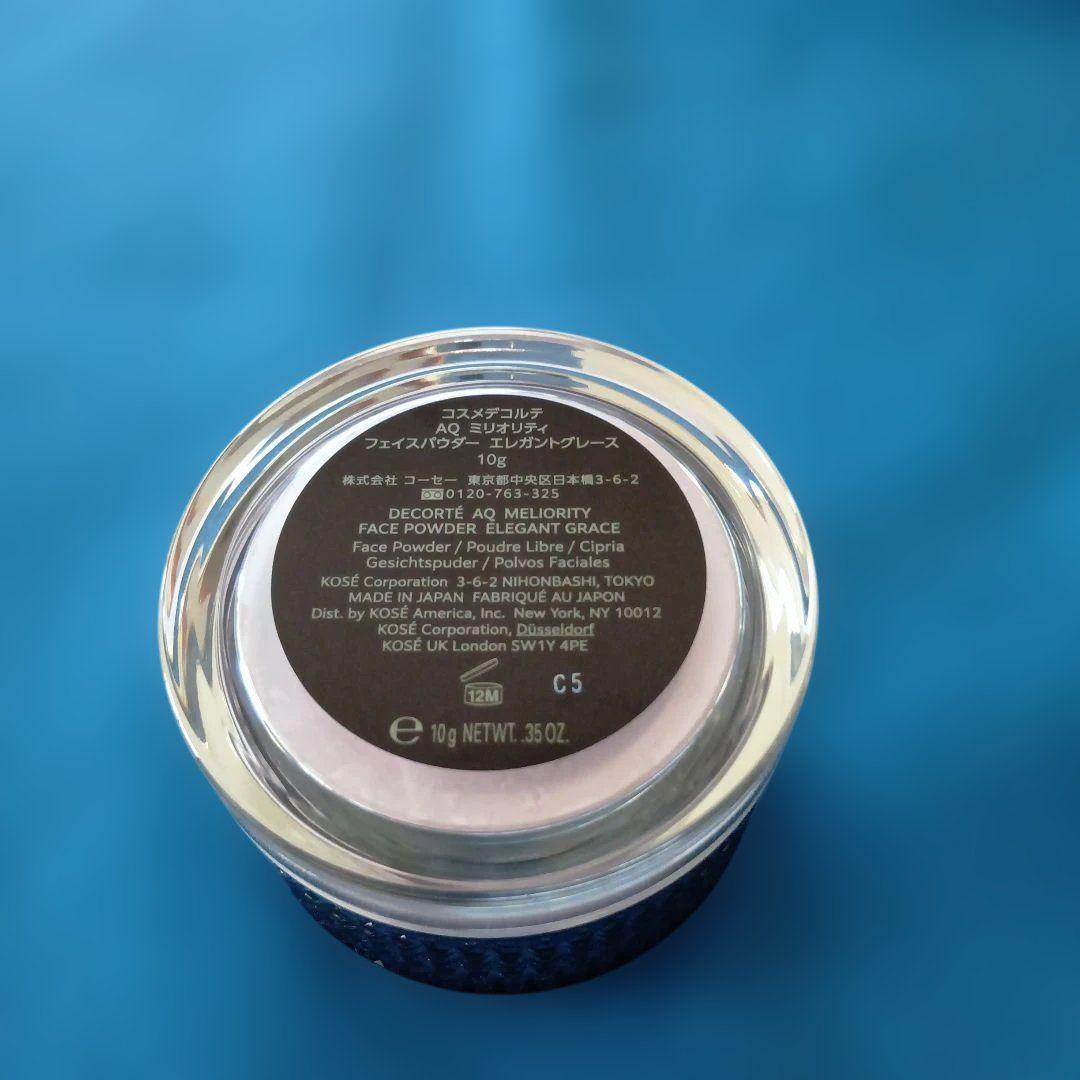 コスメデコルテ
AQ ミリオリティ
フェイスパウダー エレガントグレース
10g
株式会社 コーセー 東京都中央区日本橋3-6-2
0120-763-325
DECORTÉ AQ MELIORITY
FACE POWDER ELEGANT GRACE
Face Powder / Poudre Libre / Cipria
Gesichtspuder / Polvos Faciales
KOSÉ Corporation 3-6-2 NIHONBASHI, TOKYO
MADE IN JAPAN FABRIQUÉ AU JAPON
Dist. by KOSÉ America, Inc. New York, NY 10012
KOSÉ Corporation, Düsseldorf
KOSÉ UK London SW1Y 4PE
12M C5
℮ 10g NETWT. .35 OZ.